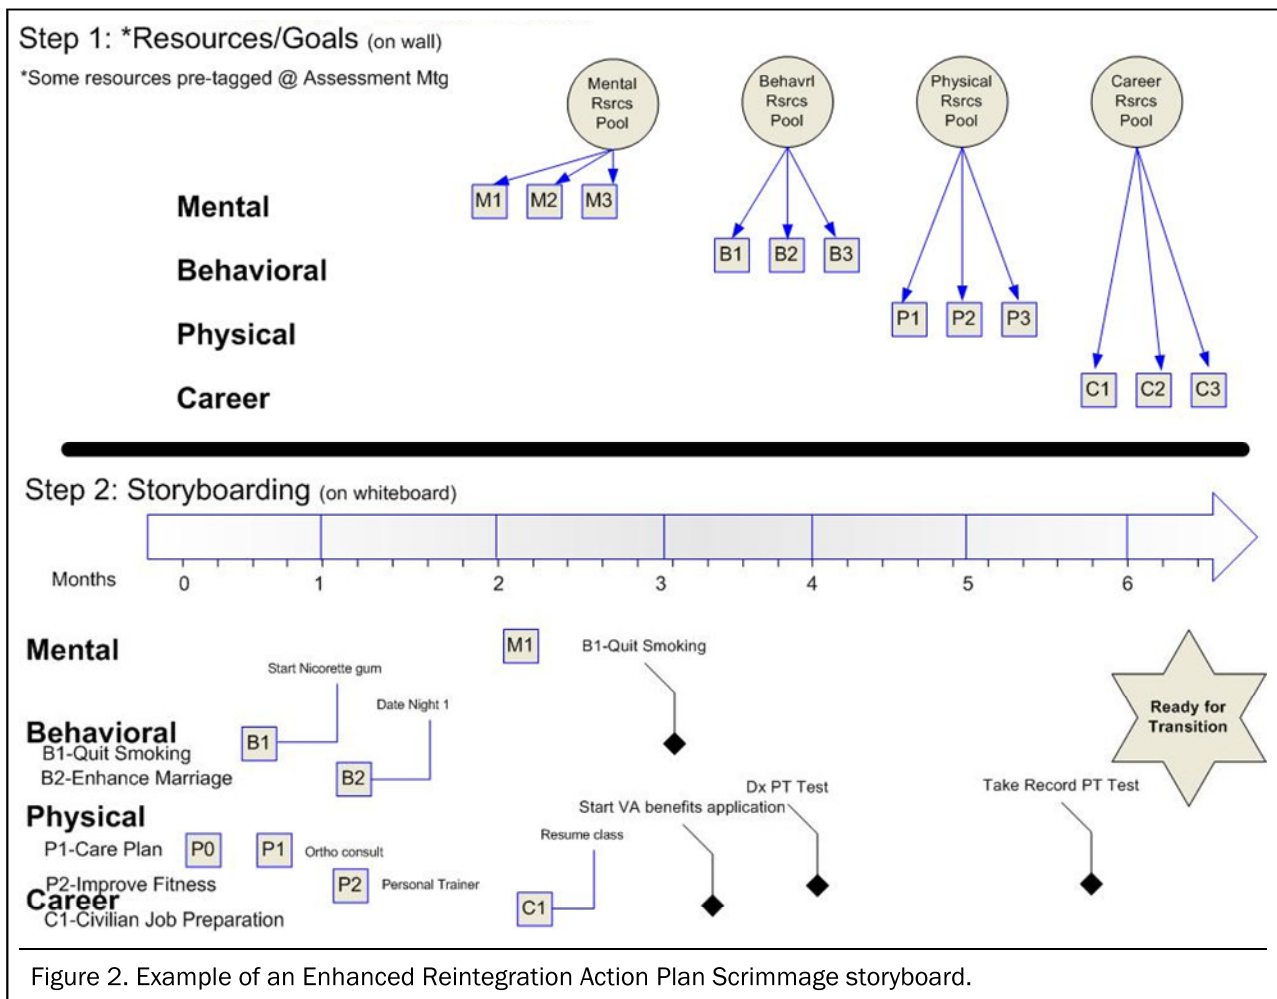 Step 1: *Resources/Goals (on wall)
*Some resources pre-tagged @ Assessment Mtg
Mental
Rsrcs
Pool
Behavrl
Rsrcs
Pool
Physical
Rsrcs
Pool
Career
Rsrcs
Pool
Mental
M1 M2 M3
Behavioral
B1 B2 B3
Physical
P1 P2 P3
Career
C1 C2 C3
Step 2: Storyboarding (on whiteboard)
Months 0 1 2 3 4 5 6
Mental
M1
B1-Quit Smoking
Start Nicorette gum
Date Night 1
Ready for
Transition
Behavioral
B1-Quit Smoking
B1
B2-Enhance Marriage
B2
Dx PT Test
Take Record PT Test
Start VA benefits application
Physical
Resume class
P1-Care Plan
P0
P1
Ortho consult
P2-Improve Fitness
P2
Personal Trainer
Career
C1-Civilian Job Preparation
C1
Figure 2. Example of an Enhanced Reintegration Action Plan Scrimmage storyboard.